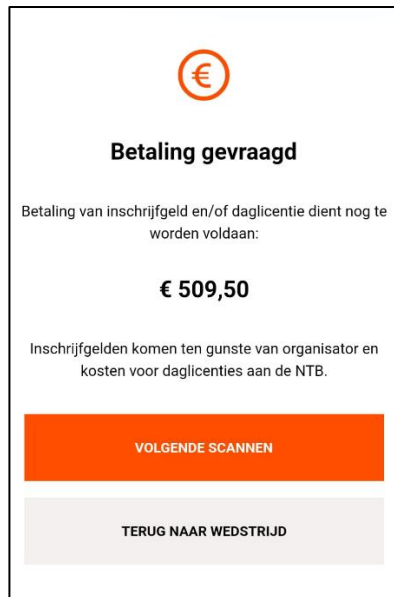 €
Betaling gevraagd
Betaling van inschrijfgeld en/of daglicentie dient nog te
worden voldaan:
€ 509,50
Inschrijfgelden komen ten gunste van organisator en
kosten voor daglicenties aan de NTB.
VOLGENDE SCANNEN
TERUG NAAR WEDSTRIJD